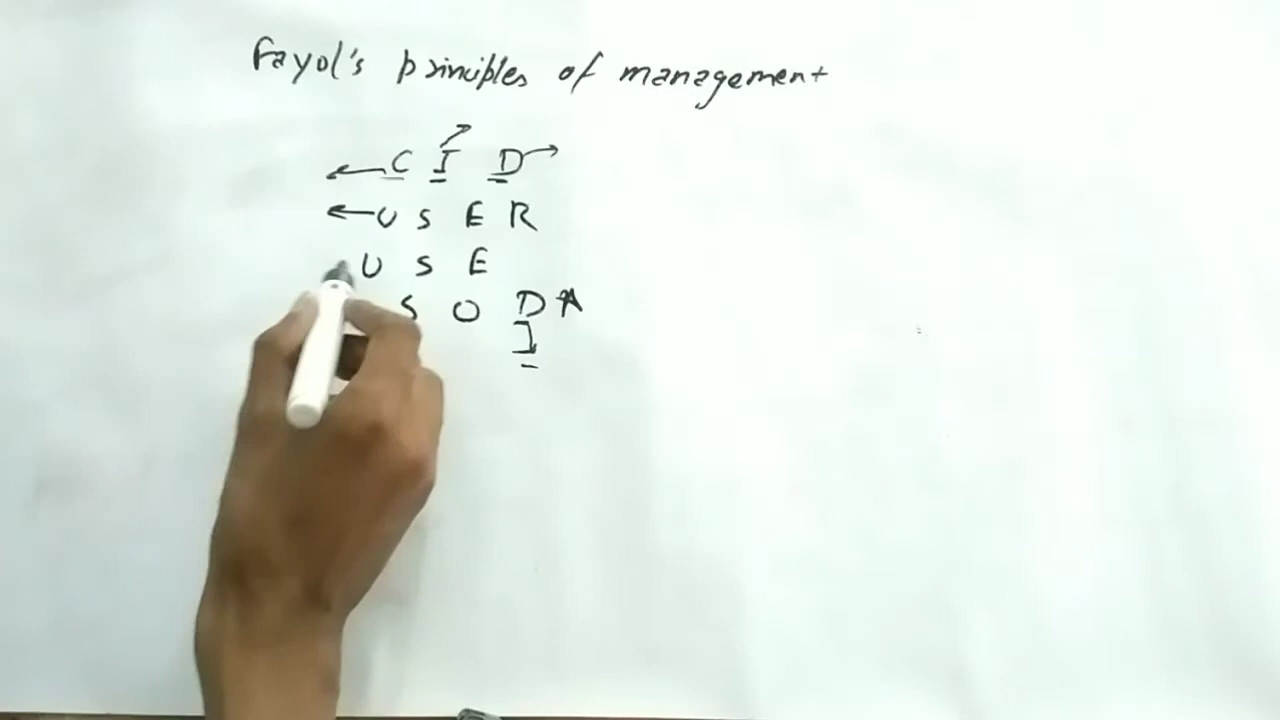 Fayol's principles of management
C I D
U S E R
U S E
S O D A
I